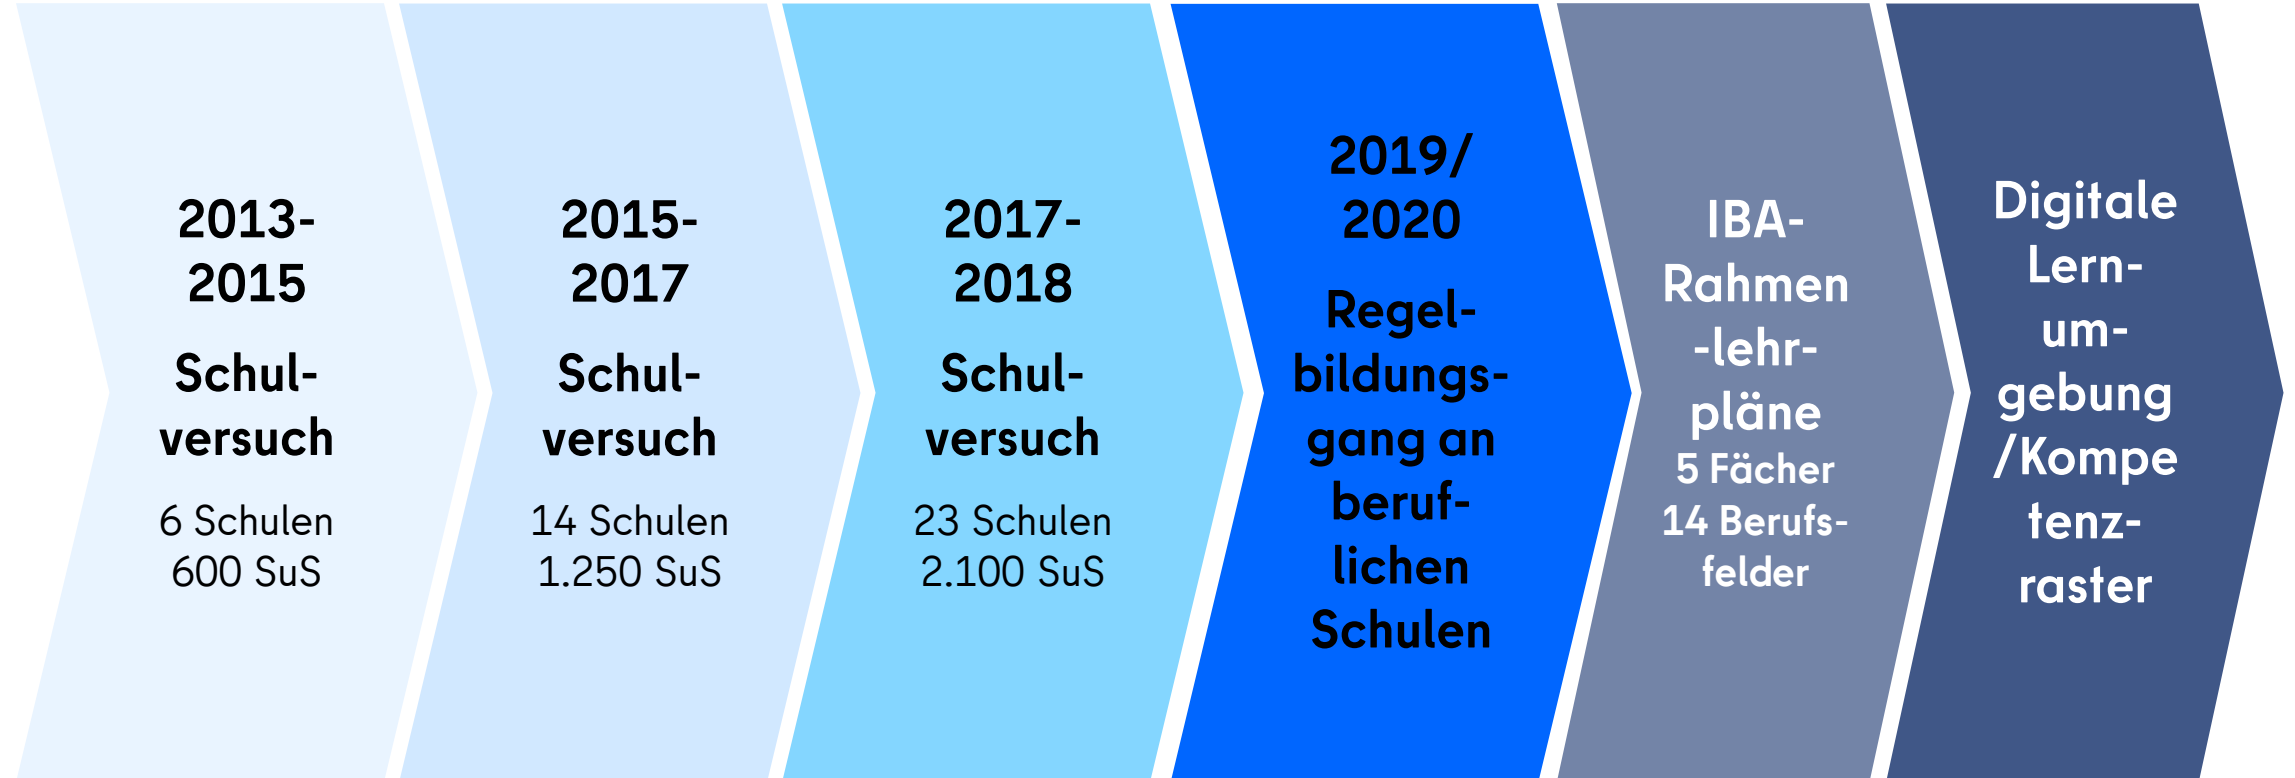 2013-
2015
Schul-
versuch
6 Schulen
600 SuS
2015-
2017
Schul-
versuch
14 Schulen
1.250 SuS
2017-
2018
Schul-
versuch
23 Schulen
2.100 SuS
2019/
2020
Regel-
bildungs-
gang an
beruf-
lichen
Schulen
IBA-
Rahmen
-lehr-
pläne
5 Fächer
14 Berufs-
felder
Digitale
Lern-
um-
gebung
/Kompe
tenz-
raster